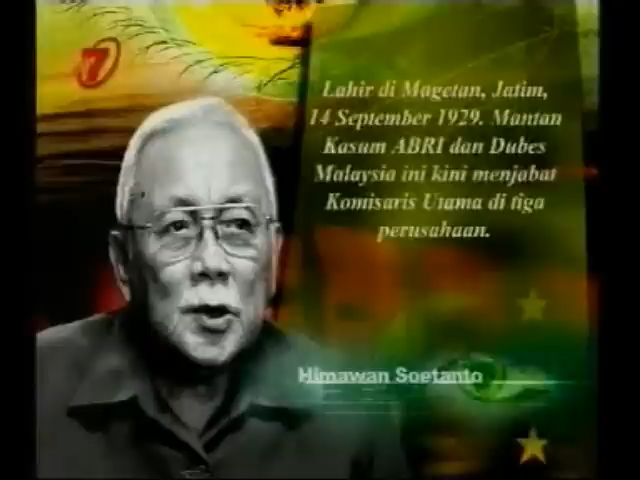 7
Lahir di Magetan, Jatim,
14 September 1929. Mantan
Kasum ABRI dan Dubes
Malaysia ini kini menjabat
Komisaris Utama di tiga
perusahaan.
Himawan Soetanto